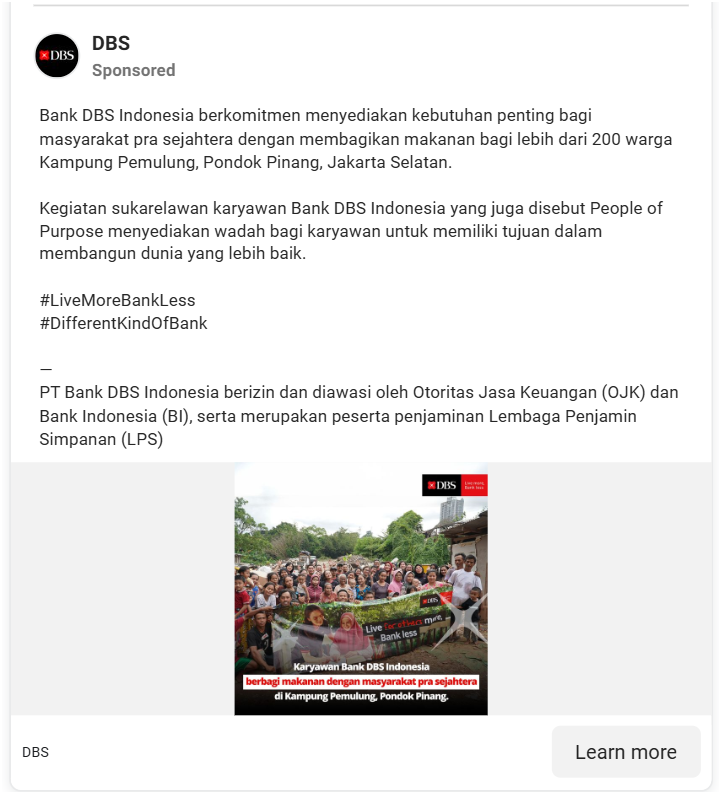 DBS
DBS
Sponsored
Bank DBS Indonesia berkomitmen menyediakan kebutuhan penting bagi
masyarakat pra sejahtera dengan membagikan makanan bagi lebih dari 200 warga
Kampung Pemulung, Pondok Pinang, Jakarta Selatan.
Kegiatan sukarelawan karyawan Bank DBS Indonesia yang juga disebut People of
Purpose menyediakan wadah bagi karyawan untuk memiliki tujuan dalam
membangun dunia yang lebih baik.
#LiveMoreBankLess
#DifferentKindOfBank
—
PT Bank DBS Indonesia berizin dan diawasi oleh Otoritas Jasa Keuangan (OJK) dan
Bank Indonesia (BI), serta merupakan peserta penjaminan Lembaga Penjamin
Simpanan (LPS)
DBS
Live more,
Bank less
DBS
Live more
Bank less
Karyawan Bank DBS Indonesia
berbagi makanan dengan masyarakat pra sejahtera
di Kampung Pemulung, Pondok Pinang.
DBS
Learn more